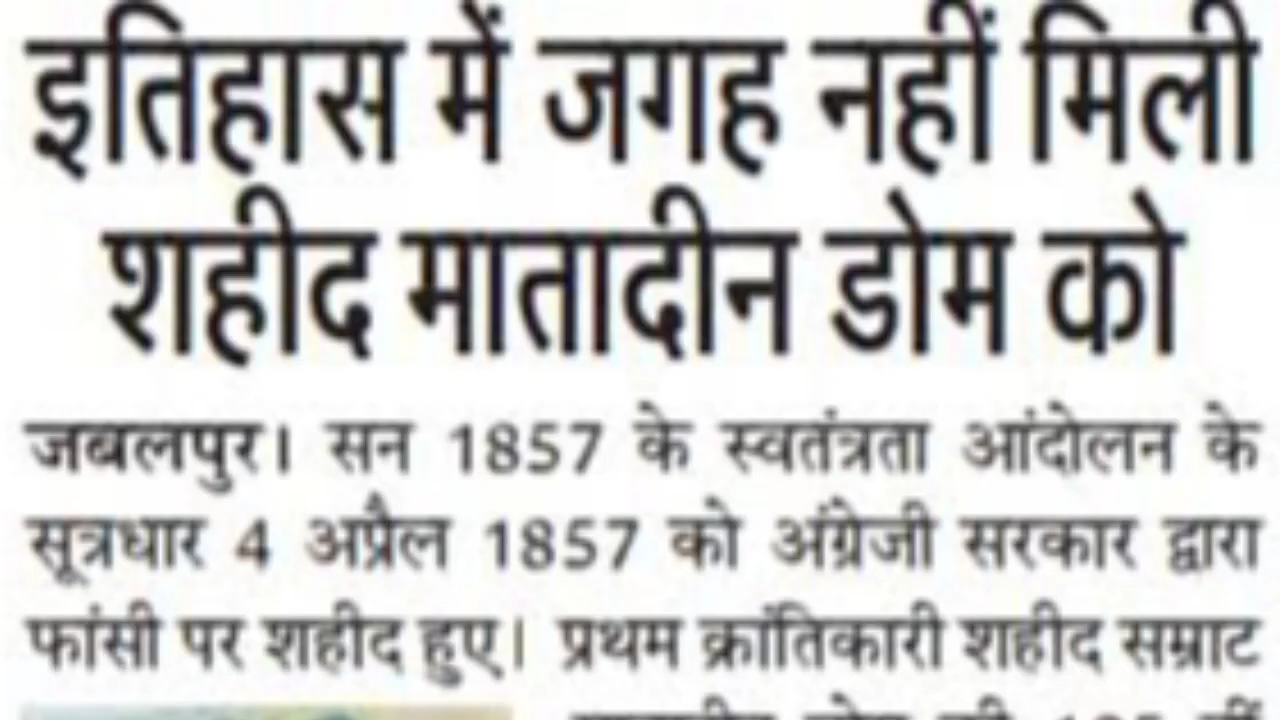 इतिहास में जगह नहीं मिली
शहीद मातादीन डोम को
जबलपुर। सन 1857 के स्वतंत्रता आंदोलन के
सूत्रधार 4 अप्रैल 1857 को अंग्रेजी सरकार द्वारा
फांसी पर शहीद हुए। प्रथम क्रांतिकारी शहीद सम्राट